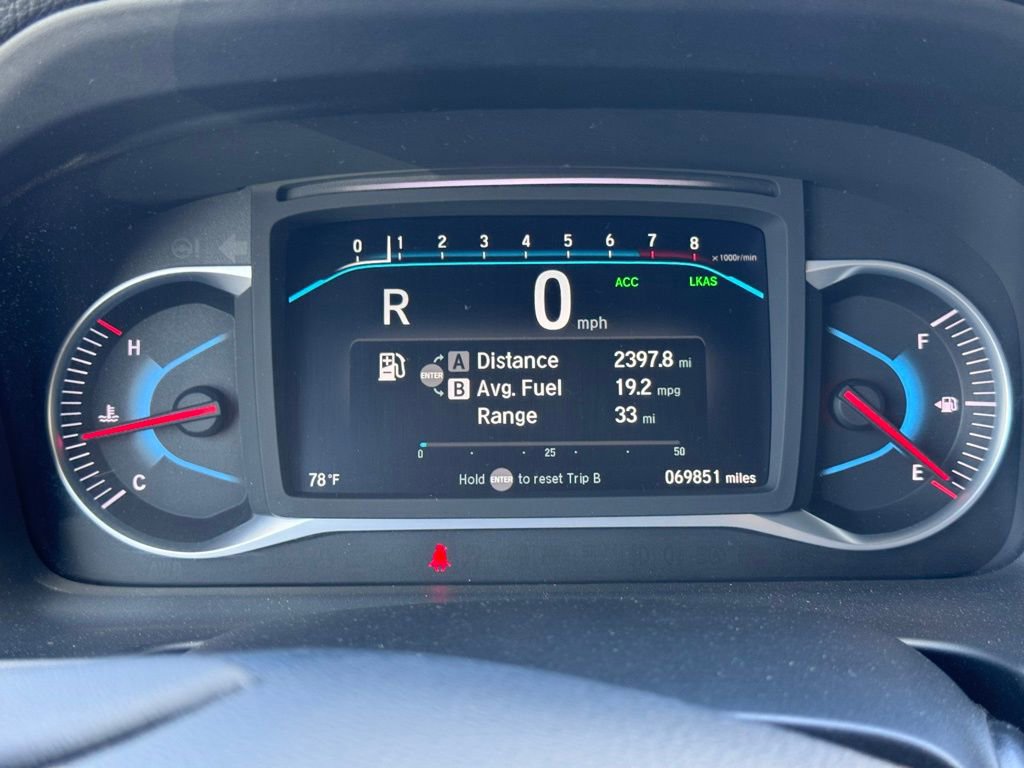 0 1 2 3 4 5 6 7 8 ×1000r/min
R 0 mph ACC LKAS
H
F
A Distance 2397.8 mi
ENTER
B Avg. Fuel 19.2 mpg
Range 33 mi
0 25 50
C
E
78°F Hold ENTER to reset Trip B 069851 miles